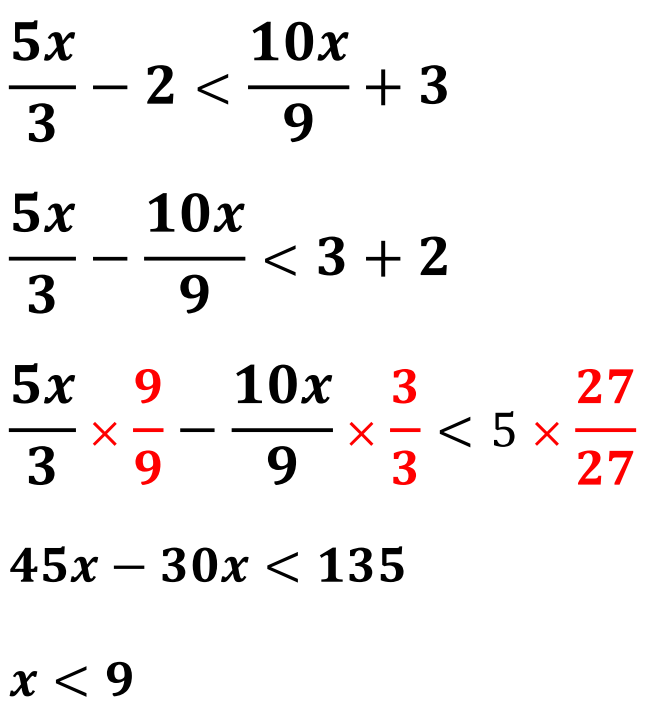 5x/3 − 2 < 10x/9 + 3
5x/3 − 10x/9 < 3 + 2
5x/3 × 9/9 − 10x/9 × 3/3 < 5 × 27/27
45x − 30x < 135
x < 9